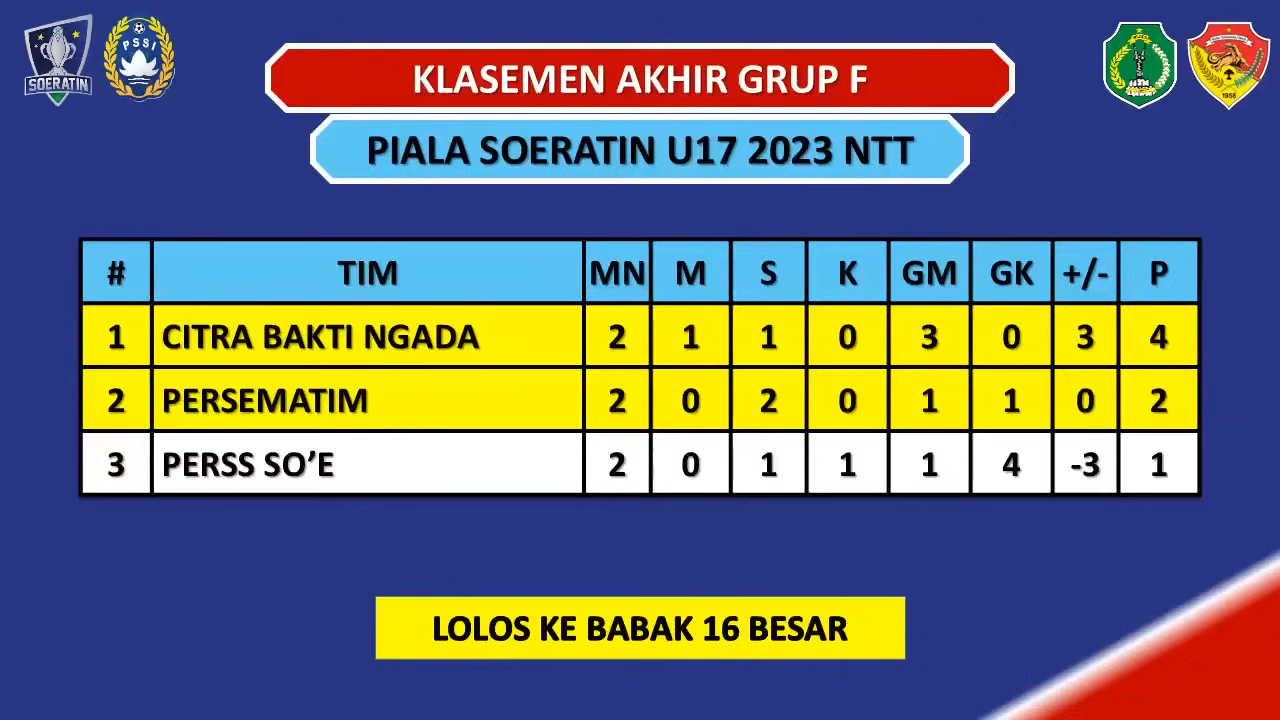 SOERATIN
PSSI
KLASEMEN AKHIR GRUP F
PIALA SOERATIN U17 2023 NTT
# TIM MN M S K GM GK +/- P
1 CITRA BAKTI NGADA 2 1 1 0 3 0 3 4
2 PERSEMATIM 2 0 2 0 1 1 0 2
3 PERSS SO’E 2 0 1 1 1 4 -3 1
LOLOS KE BABAK 16 BESAR
1958